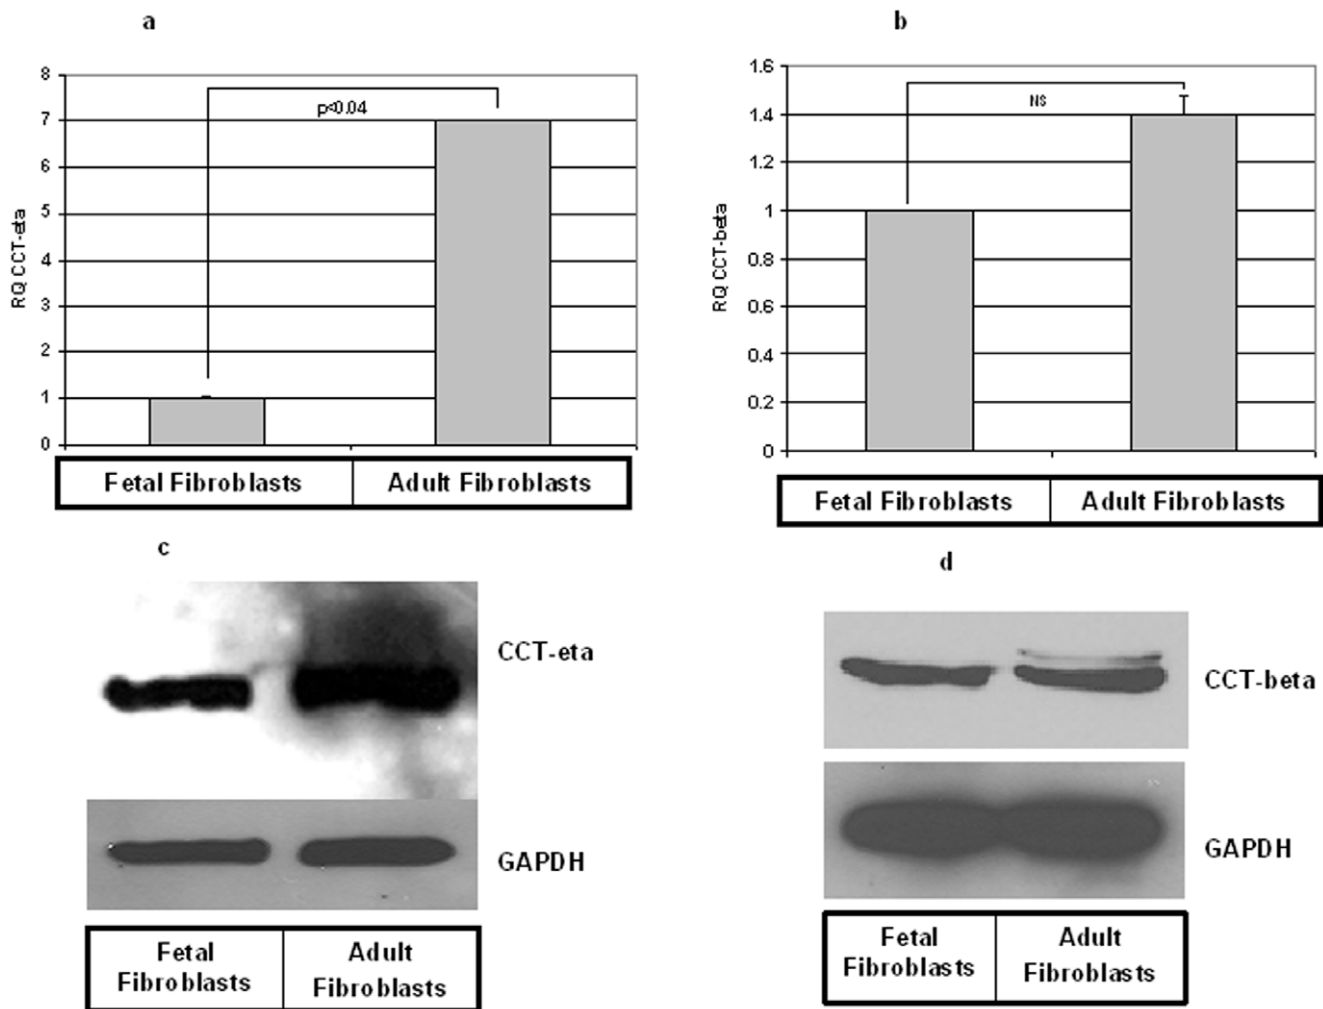 a
8
7
6
5
4
3
2
1
0
RQ CCT-eta
p<0.04
Fetal Fibroblasts
Adult Fibroblasts
b
1.6
1.4
1.2
1
0.8
0.6
0.4
0.2
0
RQ CCT-beta
NS
Fetal Fibroblasts
Adult Fibroblasts
c
CCT-eta
GAPDH
Fetal
Fibroblasts
Adult
Fibroblasts
d
CCT-beta
GAPDH
Fetal
Fibroblasts
Adult
Fibroblasts